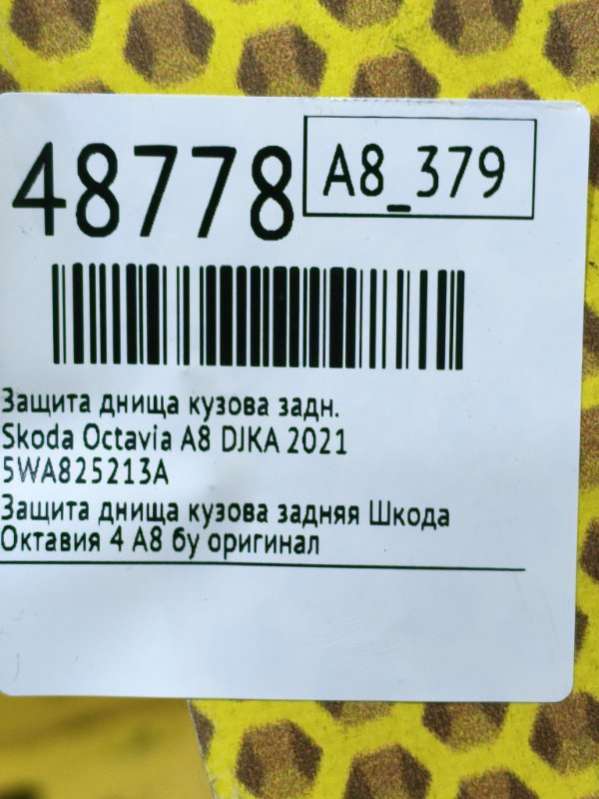 48778
A8_379
Защита днища кузова задн.
Skoda Octavia A8 DJKA 2021
5WA825213A
Защита днища кузова задняя Шкода
Октавия 4 А8 бу оригинал